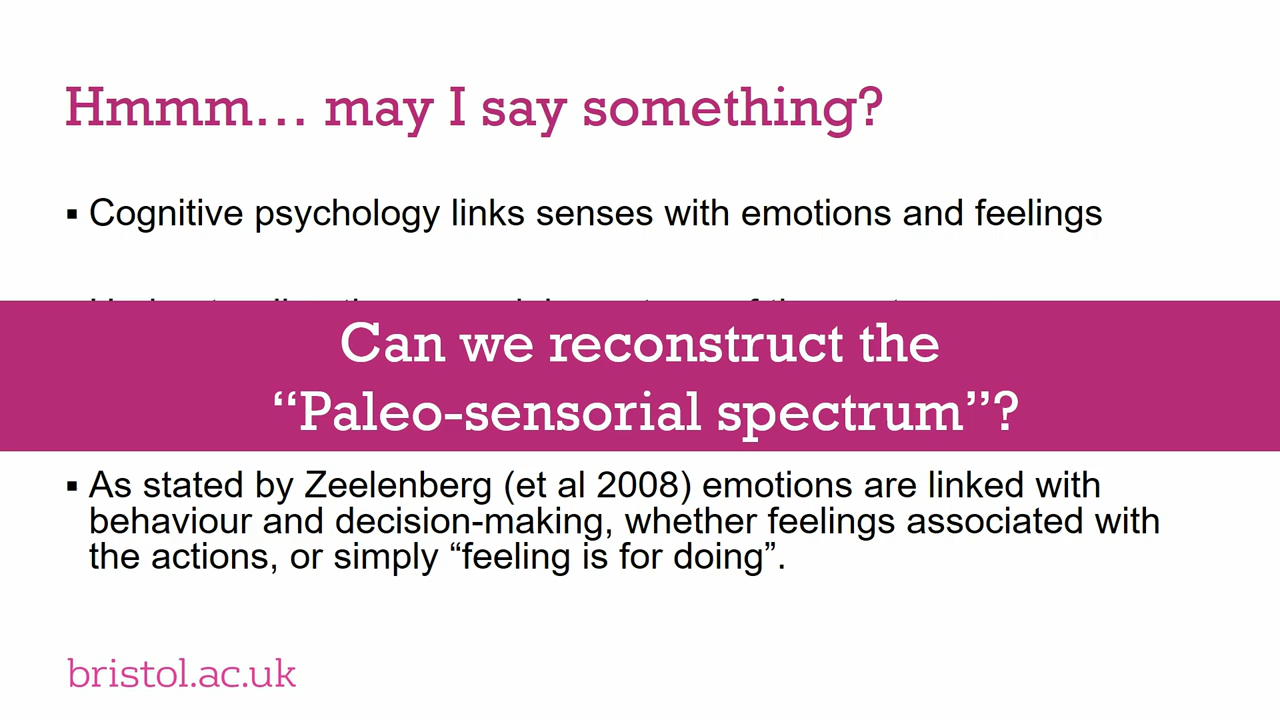 Hmmm... may I say something?
▪ Cognitive psychology links senses with emotions and feelings
Can we reconstruct the
“Paleo-sensorial spectrum”?
▪ As stated by Zeelenberg (et al 2008) emotions are linked with
behaviour and decision-making, whether feelings associated with
the actions, or simply “feeling is for doing”.
bristol.ac.uk